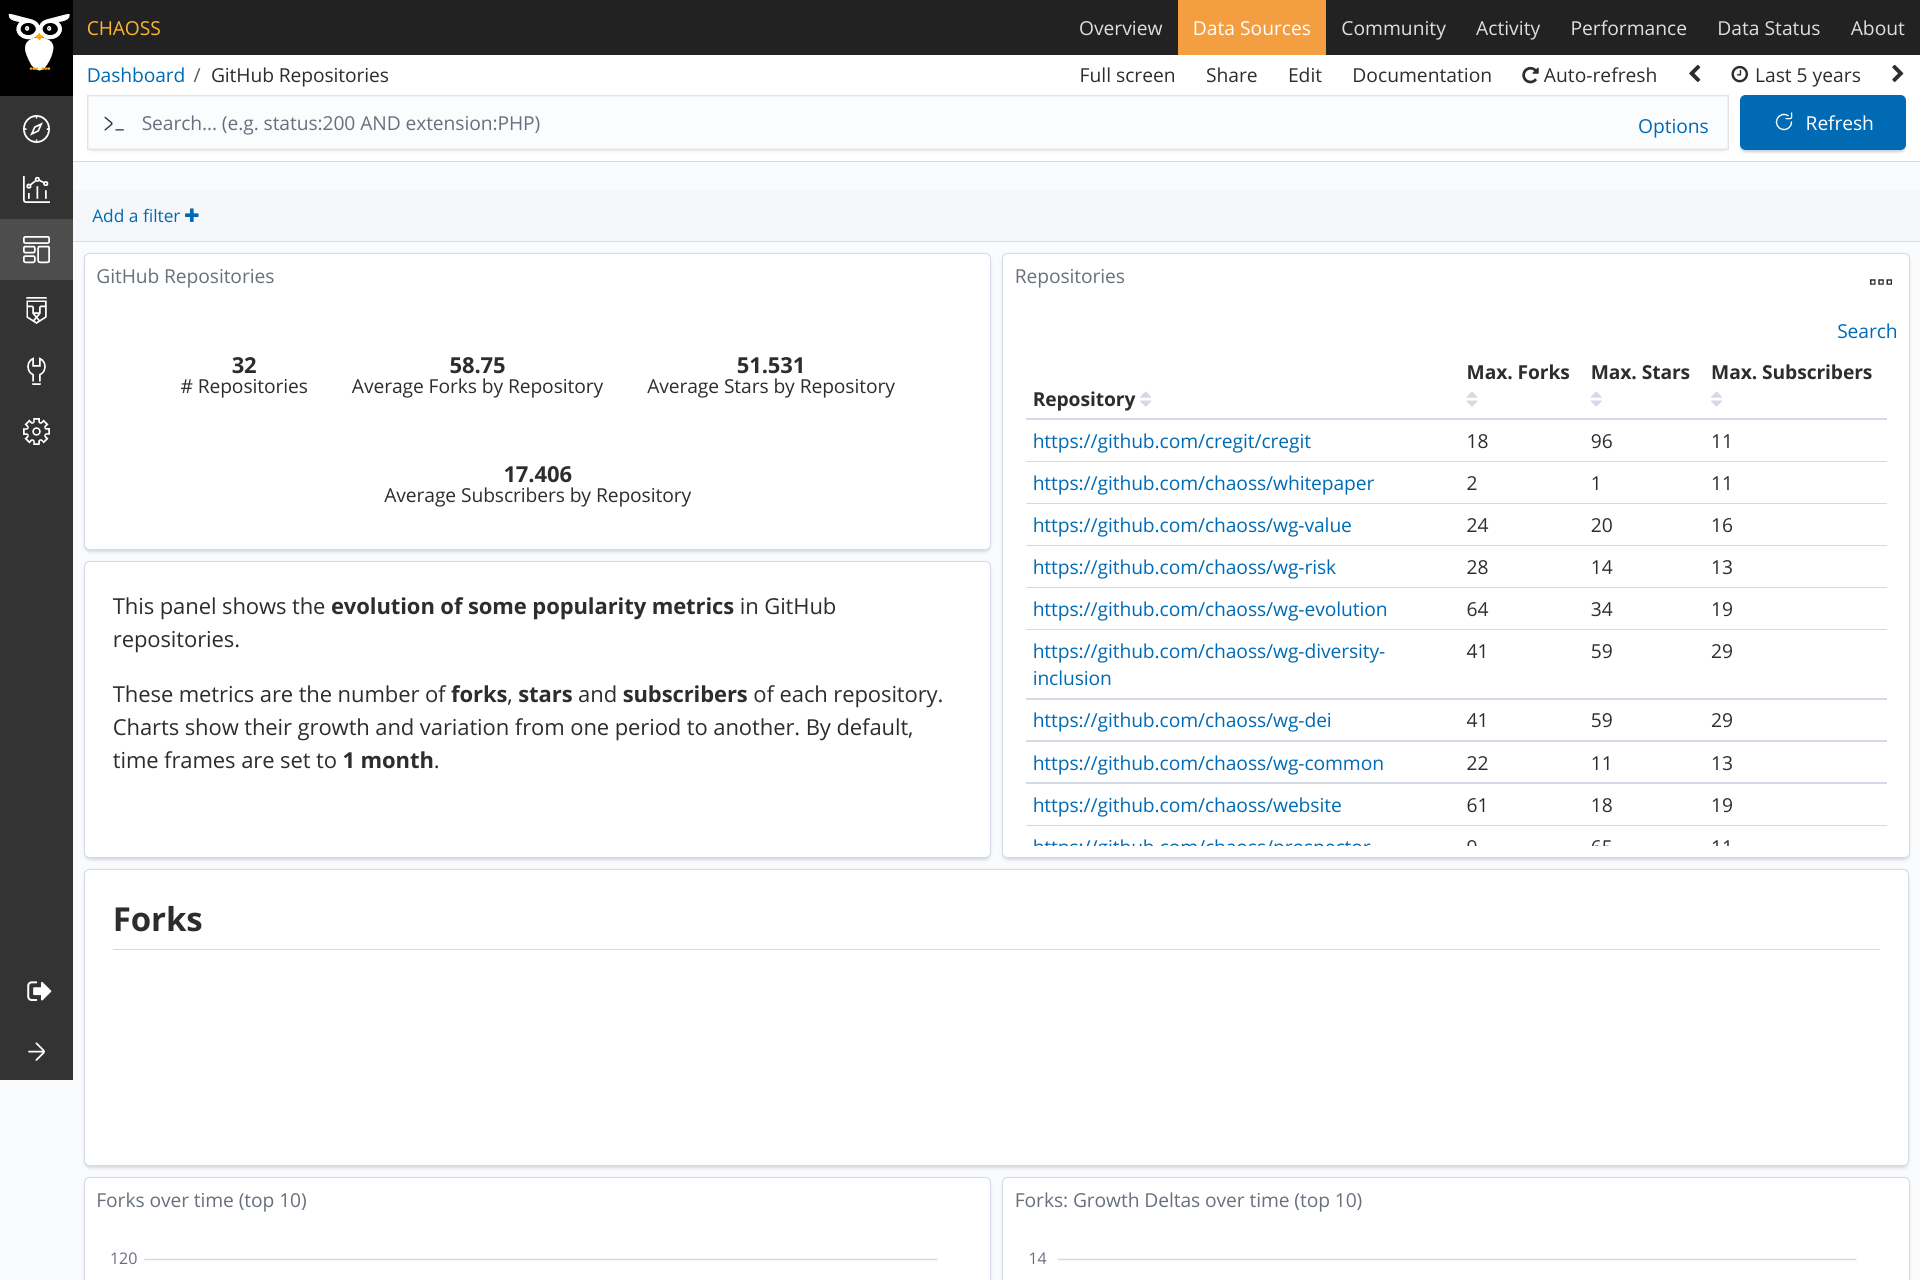 CHAOSS
Overview Data Sources Community Activity Performance Data Status About
Dashboard / GitHub Repositories
Full screen Share Edit Documentation Auto-refresh Last 5 years
>_ Search... (e.g. status:200 AND extension:PHP)
Options
Refresh
Add a filter
GitHub Repositories
32
# Repositories
58.75
Average Forks by Repository
51.531
Average Stars by Repository
17.406
Average Subscribers by Repository
This panel shows the evolution of some popularity metrics in GitHub
repositories.
These metrics are the number of forks, stars and subscribers of each repository.
Charts show their growth and variation from one period to another. By default,
time frames are set to 1 month.
Repositories
Search
Repository Max. Forks Max. Stars Max. Subscribers
https://github.com/cregit/cregit 18 96 11
https://github.com/chaoss/whitepaper 2 1 11
https://github.com/chaoss/wg-value 24 20 16
https://github.com/chaoss/wg-risk 28 14 13
https://github.com/chaoss/wg-evolution 64 34 19
https://github.com/chaoss/wg-diversity-
inclusion 41 59 29
https://github.com/chaoss/wg-dei 41 59 29
https://github.com/chaoss/wg-common 22 11 13
https://github.com/chaoss/website 61 18 19
https://github.com/chaoss/prospector
Forks
Forks over time (top 10)
120
Forks: Growth Deltas over time (top 10)
14